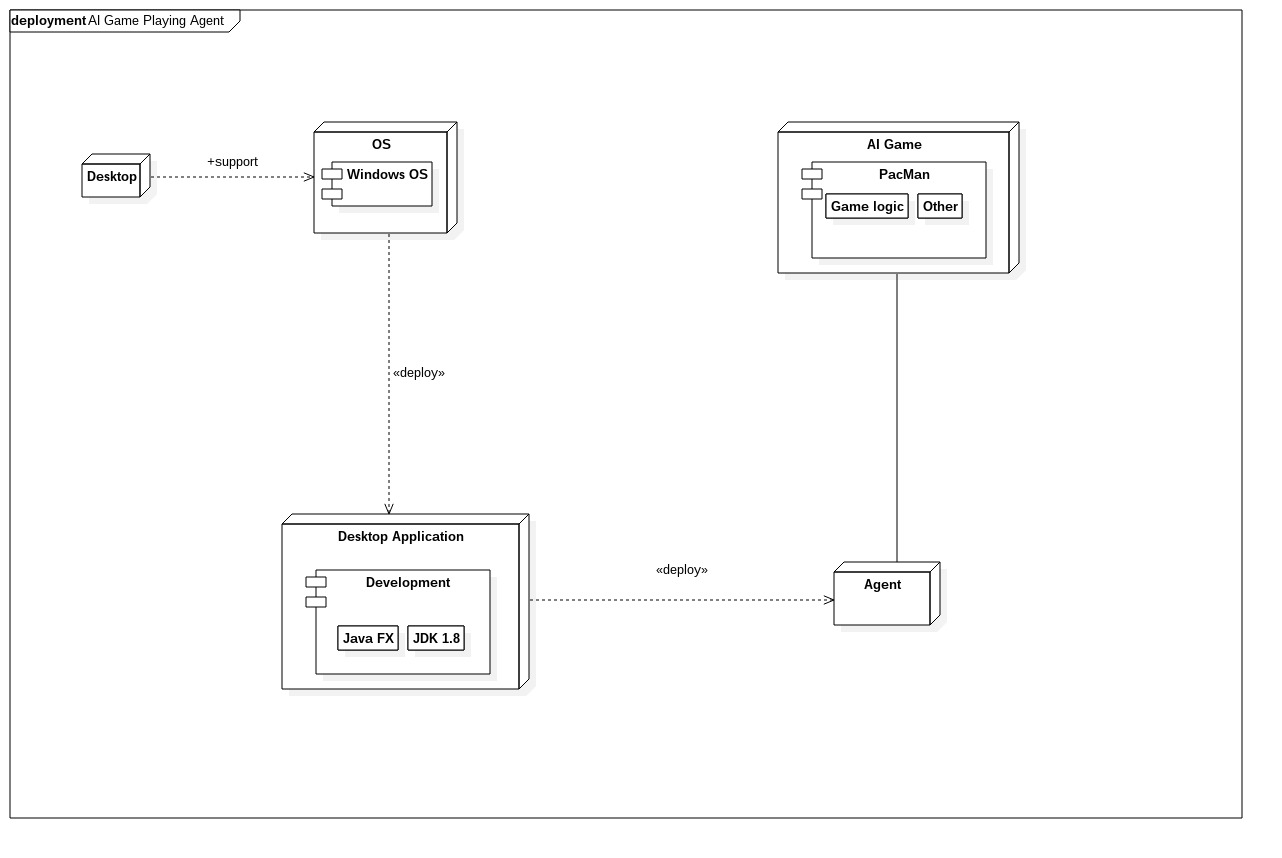 deployment AI Game Playing Agent
OS
Windows OS
Desktop
+support
AI Game
PacMan
Game logic
Other
«deploy»
Desktop Application
Development
Java FX
JDK 1.8
«deploy»
Agent